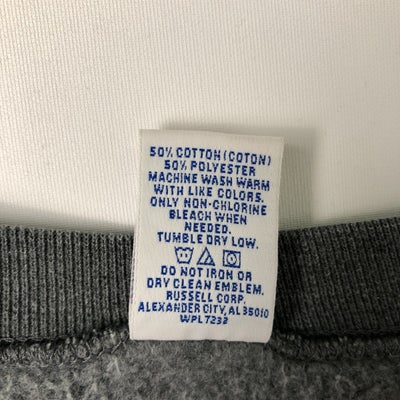 50% COTTON (COTON)
50% POLYESTER
MACHINE WASH WARM
WITH LIKE COLORS.
ONLY NON-CHLORINE
BLEACH WHEN
NEEDED.
TUMBLE DRY LOW.
DO NOT IRON OR
DRY CLEAN EMBLEM.
RUSSELL CORP.
ALEXANDER CITY, AL 35010
WPL 7233